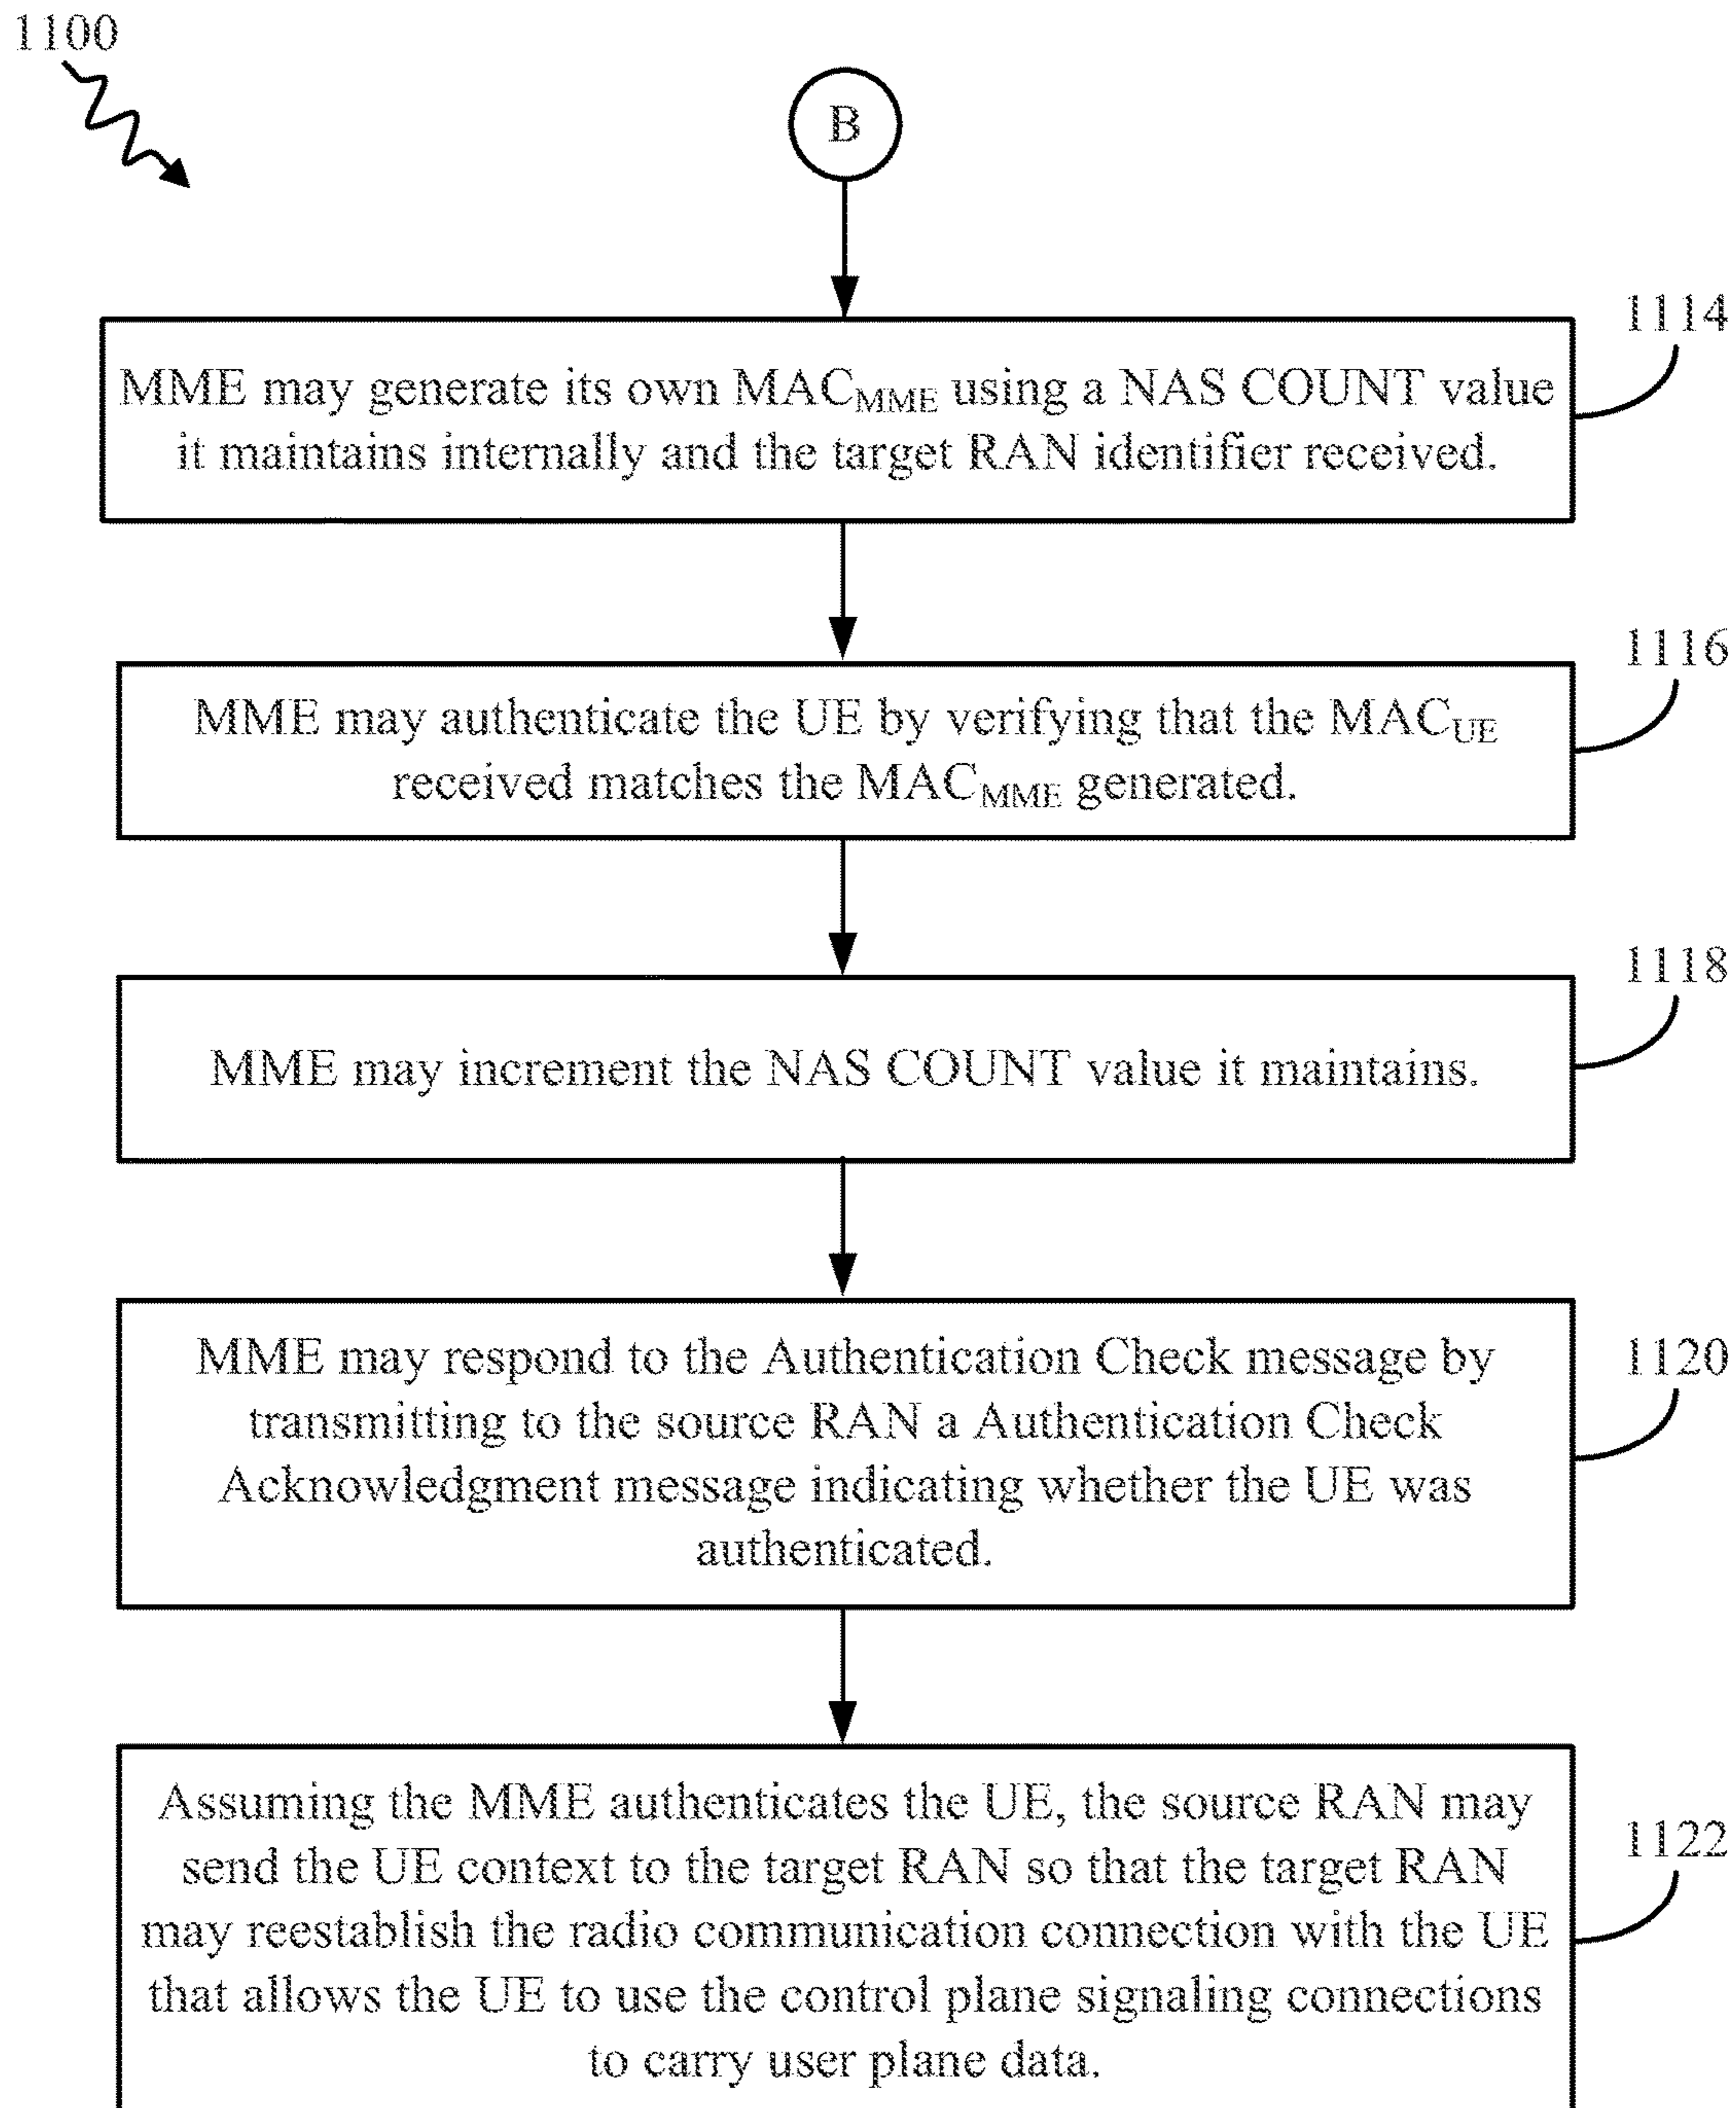 1100
B
1114
MME may generate its own MAC_MME using a NAS COUNT value
it maintains internally and the target RAN identifier received.
1116
MME may authenticate the UE by verifying that the MAC_UE
received matches the MAC_MME generated.
1118
MME may increment the NAS COUNT value it maintains.
1120
MME may respond to the Authentication Check message by
transmitting to the source RAN a Authentication Check
Acknowledgment message indicating whether the UE was
authenticated.
1122
Assuming the MME authenticates the UE, the source RAN may
send the UE context to the target RAN so that the target RAN
may reestablish the radio communication connection with the UE
that allows the UE to use the control plane signaling connections
to carry user plane data.